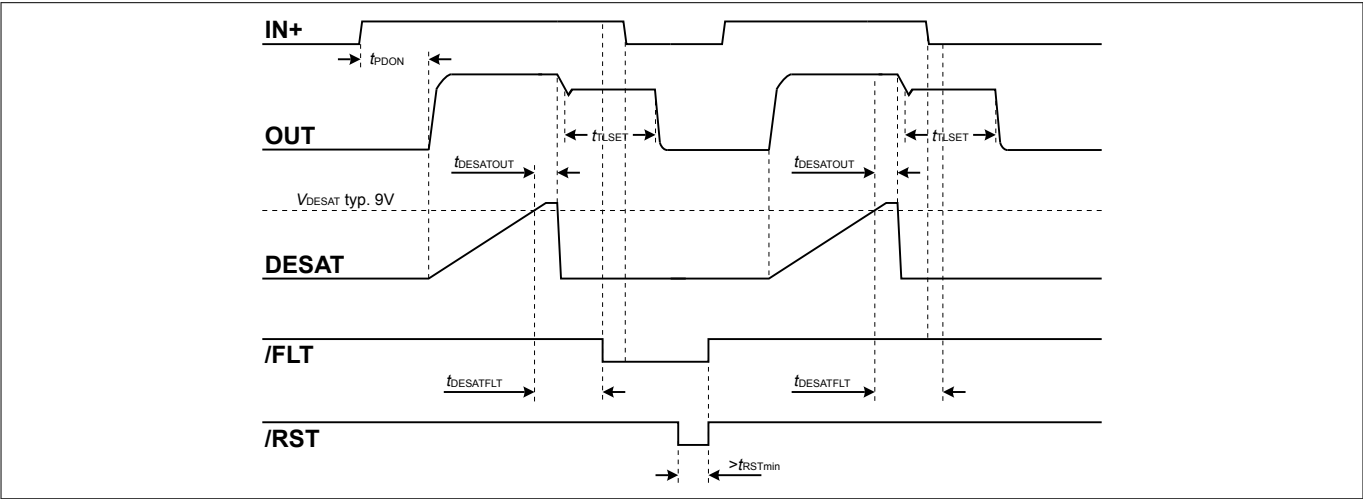 IN+
tPDON
OUT
tTLSET
tTLSET
tDESATOUT
tDESATOUT
VDESAT typ. 9V
DESAT
/FLT
tDESATFLT
tDESATFLT
/RST
>tRSTmin